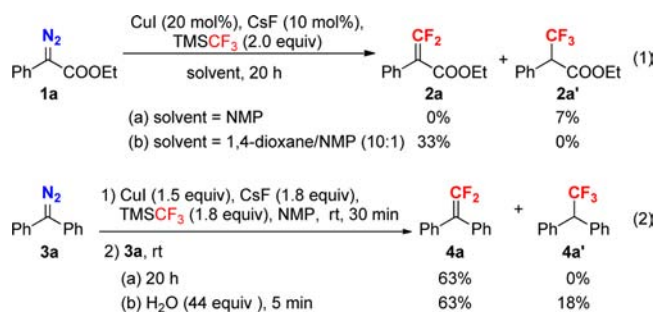 N₂
Ph COOEt
1a
CuI (20 mol%), CsF (10 mol%),
TMSCF₃ (2.0 equiv)
solvent, 20 h
CF₂
Ph COOEt
2a
+
CF₃
Ph COOEt
2a'
(1)
(a) solvent = NMP 0% 7%
(b) solvent = 1,4-dioxane/NMP (10:1) 33% 0%
N₂
Ph Ph
3a
1) CuI (1.5 equiv), CsF (1.8 equiv),
TMSCF₃ (1.8 equiv), NMP, rt, 30 min
2) 3a, rt
CF₂
Ph Ph
4a
+
CF₃
Ph Ph
4a'
(2)
(a) 20 h 63% 0%
(b) H₂O (44 equiv ), 5 min 63% 18%